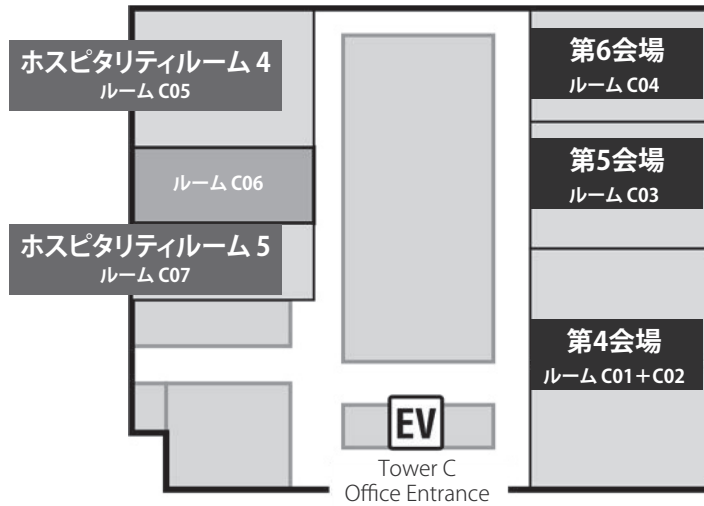 ホスピタリティルーム 4
ルーム C05
第6会場
ルーム C04
ルーム C06
第5会場
ルーム C03
ホスピタリティルーム 5
ルーム C07
第4会場
ルーム C01＋C02
EV
Tower C
Office Entrance